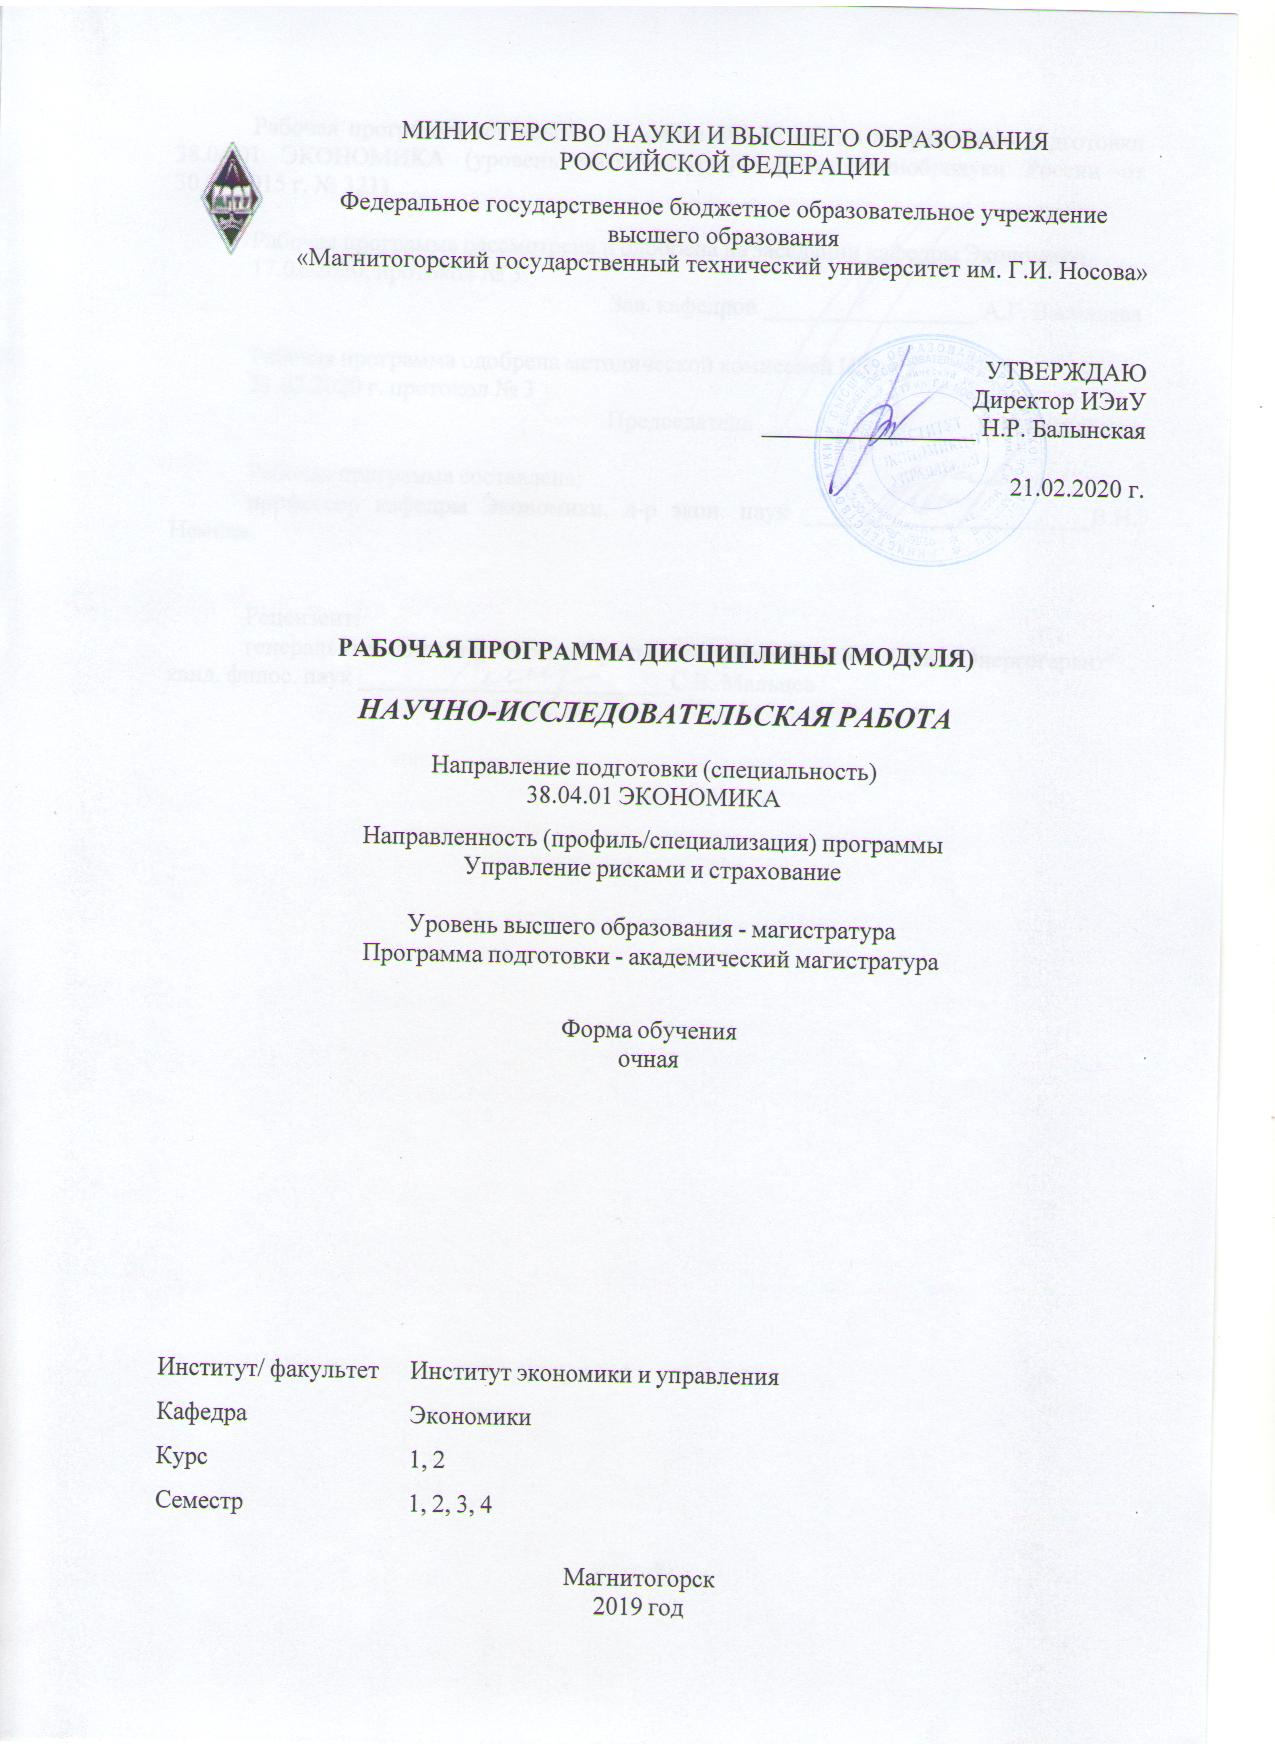 МИНИСТЕРСТВО НАУКИ И ВЫСШЕГО ОБРАЗОВАНИЯ
РОССИЙСКОЙ ФЕДЕРАЦИИ
Федеральное государственное бюджетное образовательное учреждение
высшего образования
«Магнитогорский государственный технический университет им. Г.И. Носова»
УТВЕРЖДАЮ
Директор ИЭиУ
Н.Р. Балынская
ИНСТИТУТ
ЭКОНОМИКИ И
УПРАВЛЕНИЯ
21.02.2020 г.
РАБОЧАЯ ПРОГРАММА ДИСЦИПЛИНЫ (МОДУЛЯ)
НАУЧНО-ИССЛЕДОВАТЕЛЬСКАЯ РАБОТА
Направление подготовки (специальность)
38.04.01 ЭКОНОМИКА
Направленность (профиль/специализация) программы
Управление рисками и страхование
Уровень высшего образования - магистратура
Программа подготовки - академический магистратура
Форма обучения
очная
Институт/ факультет Институт экономики и управления
Кафедра Экономики
Курс 1, 2
Семестр 1, 2, 3, 4
Магнитогорск
2019 год